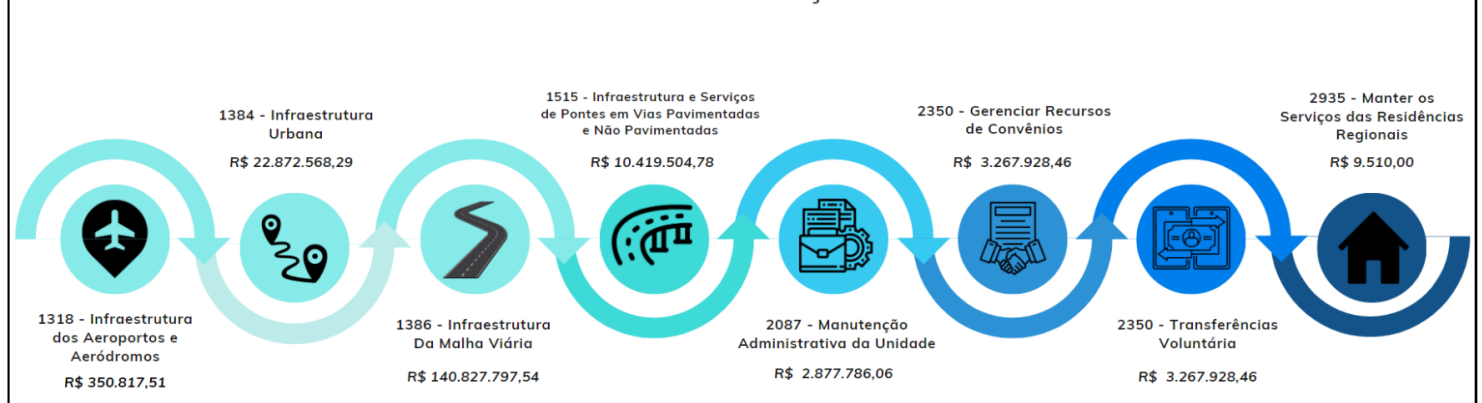 1318 - Infraestrutura
dos Aeroportos e
Aeródromos
R$ 350.817,51
1384 - Infraestrutura
Urbana
R$ 22.872.568,29
1386 - Infraestrutura
Da Malha Viária
R$ 140.827.797,54
1515 - Infraestrutura e Serviços
de Pontes em Vias Pavimentadas
e Não Pavimentadas
R$ 10.419.504,78
2087 - Manutenção
Administrativa da Unidade
R$ 2.877.786,06
2350 - Gerenciar Recursos
de Convênios
R$ 3.267.928,46
2350 - Transferências
Voluntária
R$ 3.267.928,46
2935 - Manter os
Serviços das Residências
Regionais
R$ 9.510,00